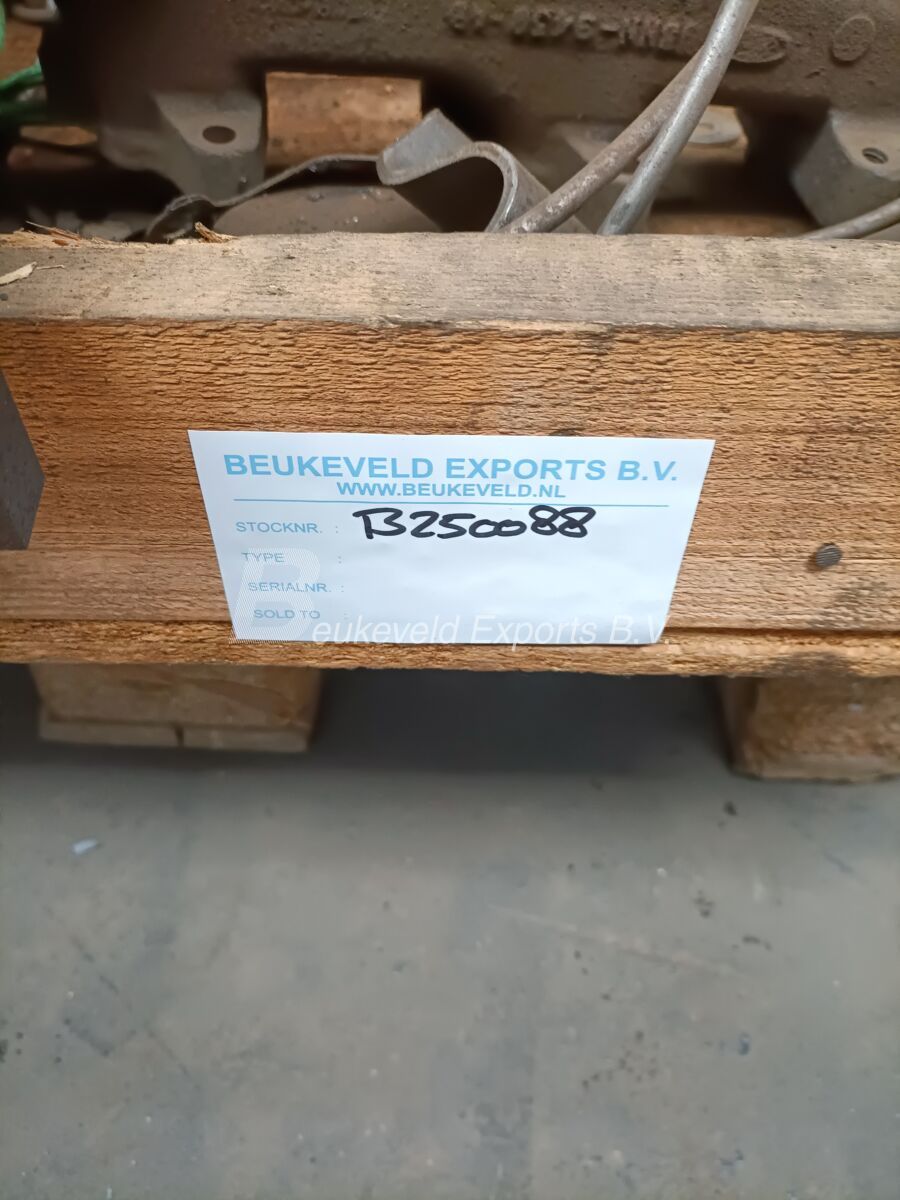 BEUKEVELD EXPORTS B.V.
WWW.BEUKEVELD.NL
STOCKNR. : B250088
TYPE :
SERIALNR. :
SOLD TO :
Beukeveld Exports B.V.